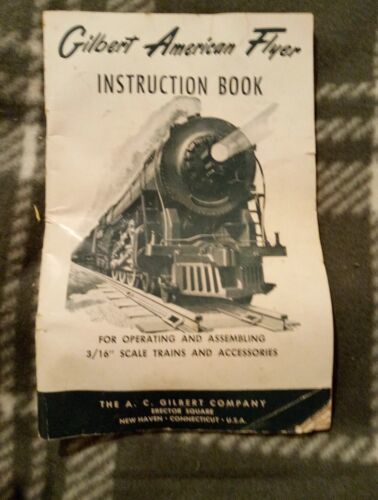 Gilbert American Flyer
INSTRUCTION BOOK
FOR OPERATING AND ASSEMBLING
3/16" SCALE TRAINS AND ACCESSORIES
THE A. C. GILBERT COMPANY
ERECTOR SQUARE
NEW HAVEN • CONNECTICUT • U.S.A.